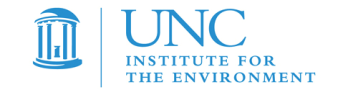 UNC
INSTITUTE FOR
THE ENVIRONMENT